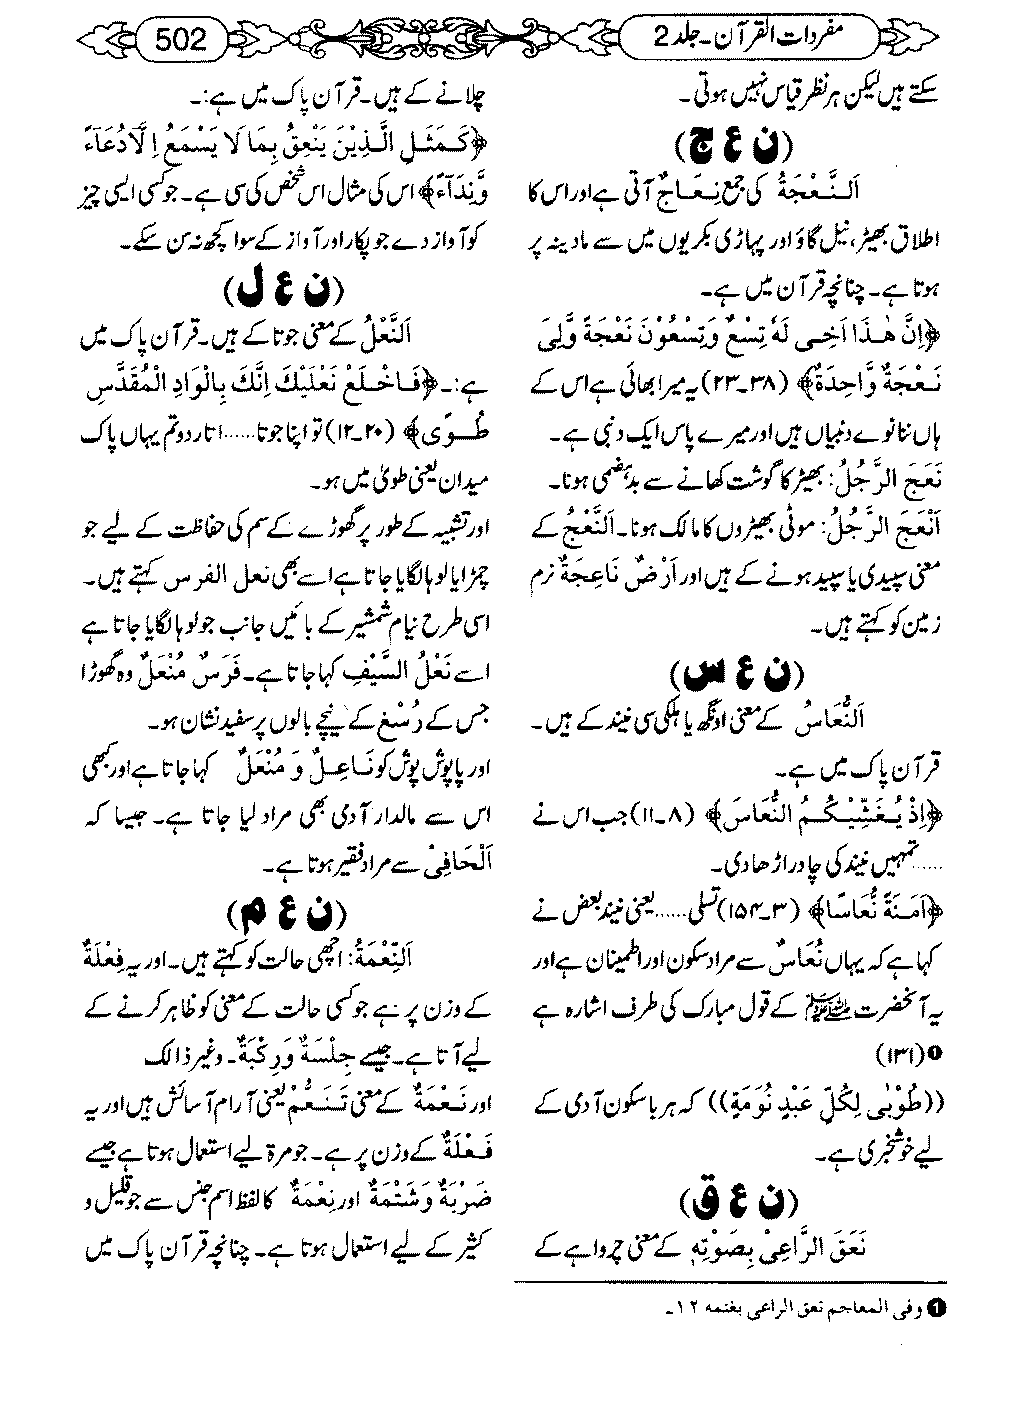 مفردات القرآن۔ جلد 2
502
سکتے ہیں لیکن ہر نظر قیاس نہیں ہوتی۔
(ن ع ج)
اَلنَّعْجَةُ کی جمع نِعَاجٌ آتی ہے اور اس کا
اطلاق بھیڑ، نیل گاؤ اور پہاڑی بکریوں میں سے مادینہ پر
ہوتا ہے۔ چنانچہ قرآن میں ہے۔
﴿اِنَّ هٰذَا اَخِی لَهٗ تِسْعٌ وَتِسْعُوْنَ نَعْجَةً وَّلِیَ
نَعْجَةٌ وَّاحِدَةٌ﴾ (۳۸۔۲۳) یہ میرا بھائی ہے اس کے
ہاں ننانوے دنبیاں ہیں اور میرے پاس ایک دنبی ہے۔
نَعَجَ الرَّجُلُ: بھیڑ کا گوشت کھانے سے بدہضمی ہونا۔
اَنْعَجَ الرَّجُلُ: موٹی بھیڑوں کا مالک ہونا۔ اَلنَّعْجُ کے
معنی سپیدی یا سپید ہونے کے ہیں اور اَرْضٌ نَاعِجَةٌ نرم
زمین کو کہتے ہیں۔
(ن ع س)
اَلنُّعَاسُ کے معنی اونگھ یا ہلکی سی نیند کے ہیں۔
قرآن پاک میں ہے۔
﴿اِذْ یُغَشِّیْكُمُ النُّعَاسَ﴾ (۸۔۱۱) جب اس نے
.....تمہیں نیند کی چادر اڑھا دی۔
﴿اَمَنَةً نُّعَاسًا﴾ (۳۔۱۵۴) تسلی ......یعنی نیند بعض نے
کہا ہے کہ یہاں نُعَاسٌ سے مراد سکون اور اطمینان ہے اور
یہ آنحضرت ﷺ کے قول مبارک کی طرف اشارہ ہے
❶(۱۳۱)
((طُوْبٰی لِكُلِّ عَبْدٍ نُوَمَةٍ)) کہ ہر باسکون آدمی کے
لیے خوشخبری ہے۔
(ن ع ق)
نَعَقَ الرَّاعِیْ بِصَوْتِهٖ کے معنی چرواہے کے
❶ وفی المعاجم نعق الراعی بغنمه ۱۲۔
چلانے کے ہیں۔ قرآن پاک میں ہے:۔
﴿كَمَثَلِ الَّذِیْنَ یَنْعِقُ بِمَا لَا یَسْمَعُ اِلَّادُعَآءً
وَّنِدَآءً﴾ اس کی مثال اس شخص کی سی ہے۔ جو کسی ایسی چیز
کو آواز دے جو پکار اور آواز کے سوا کچھ نہ سن سکے۔
(ن ع ل)
اَلنَّعْلُ کے معنی جوتا کے ہیں۔ قرآن پاک میں
ہے:۔ ﴿فَاخْلَعْ نَعْلَیْكَ اِنَّكَ بِالْوَادِ الْمُقَدَّسِ
طُوًی﴾ (۲۰۔۱۲) تو اپنا جوتا......اتار دو تم یہاں پاک
میدان یعنی طویٰ میں ہو۔
اور تشبیہ کے طور پر گھوڑے کے سم کی حفاظت کے لیے جو
چمڑا یا لوہا لگایا جاتا ہے اسے بھی نعل الفرس کہتے ہیں۔
اسی طرح نیام شمشیر کے بائیں جانب جو لوہا لگایا جاتا ہے
اسے نَعْلُ السَّیْفِ کہا جاتا ہے۔ فَرَسٌ مُنْعَلٌ وہ گھوڑا
جس کے رُسْغ کے نیچے بالوں پر سفید نشان ہو۔
اور پاپوش پوش کو نَاعِلٌ وَ مُنْعَلٌ کہا جاتا ہے اور کبھی
اس سے مالدار آدمی بھی مراد لیا جاتا ہے۔ جیسا کہ
اَلْحَافِیْ سے مراد فقیر ہوتا ہے۔
(ن ع م)
اَلنِّعْمَةُ: اچھی حالت کو کہتے ہیں۔ اور یہ فِعْلَةٌ
کے وزن پر ہے جو کسی حالت کے معنی کو ظاہر کرنے کے
لیے آتا ہے۔ جیسے جِلْسَةٌ وَرِكْبَةٌ۔ وغیر ذالک
اور نَعْمَةٌ کے معنی تَنَعُّمْ یعنی آرام آسائش ہیں اور یہ
فَعْلَةٌ کے وزن پر ہے۔ جو مرة لیے استعمال ہوتا ہے جیسے
ضَرْبَةٌ وَشَتْمَةٌ اور نِعْمَةٌ کا لفظ اسم جنس سے جو قلیل و
کثیر کے لیے استعمال ہوتا ہے۔ چنانچہ قرآن پاک میں